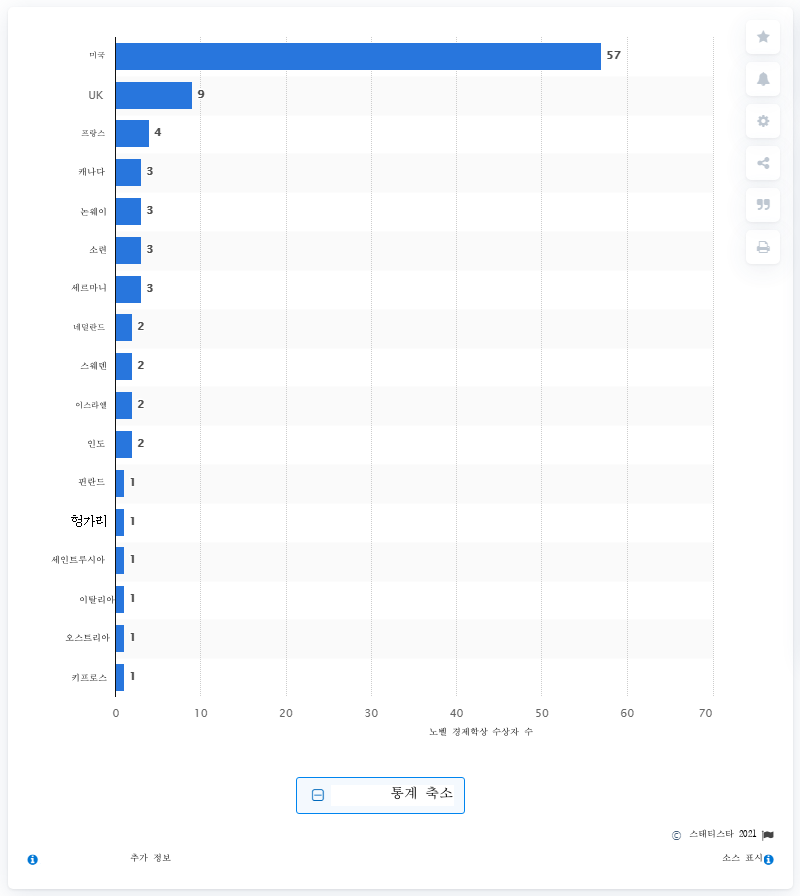 미국 57
UK 9
프랑스 4
캐나다 3
논웨이 3
소련 3
세르마니 3
네덜란드 2
스웨덴 2
이스라엘 2
인도 2
핀란드 1
헝가리 1
세인트루시아 1
이탈리아 1
오스트리아 1
키프로스 1
0 10 20 30 40 50 60 70
노벨 경제학상 수상자 수
통계 축소
© 스태티스타 2021
추가 정보 소스 표시